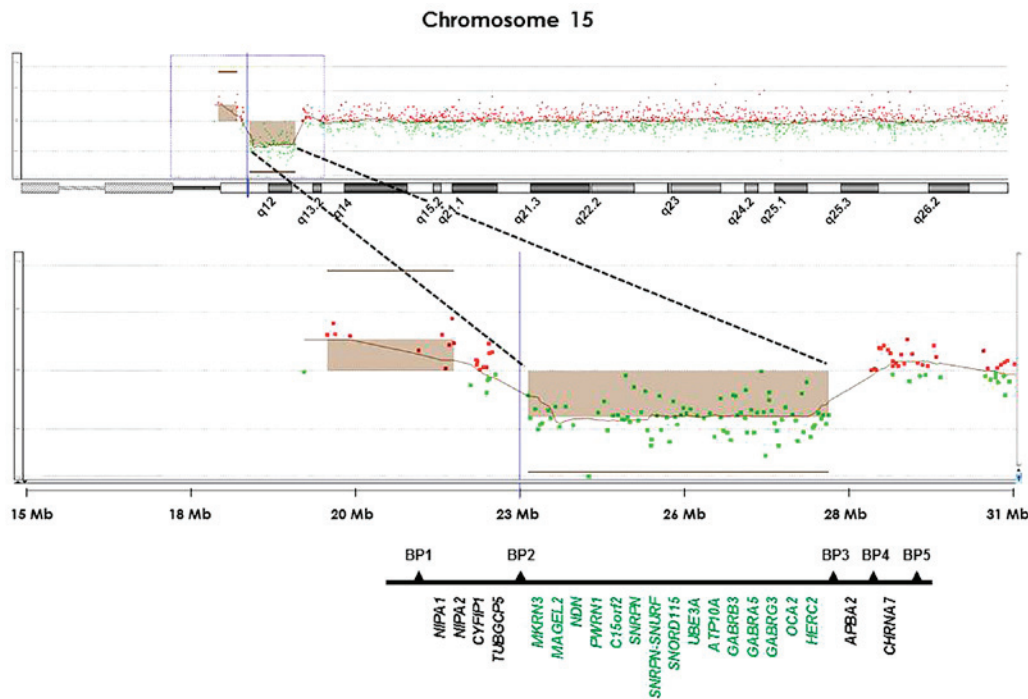 Chromosome 15
q12
q13.2
q14
q15.2
q21.1
q21.3
q22.2
q23
q24.2
q25.1
q25.3
q26.2
15 Mb
18 Mb
20 Mb
23 Mb
26 Mb
28 Mb
31 Mb
BP1
BP2
BP3
BP4
BP5
NIPA1
NIPA2
CYFIP1
TUBGCP5
MKRN3
MAGEL2
NDN
PWRN1
C15orf2
SNRPN
SNRPN-SNURF
SNORD115
UBE3A
ATP10A
GABRB3
GABRA5
GABRG3
OCA2
HERC2
APBA2
CHRNA7